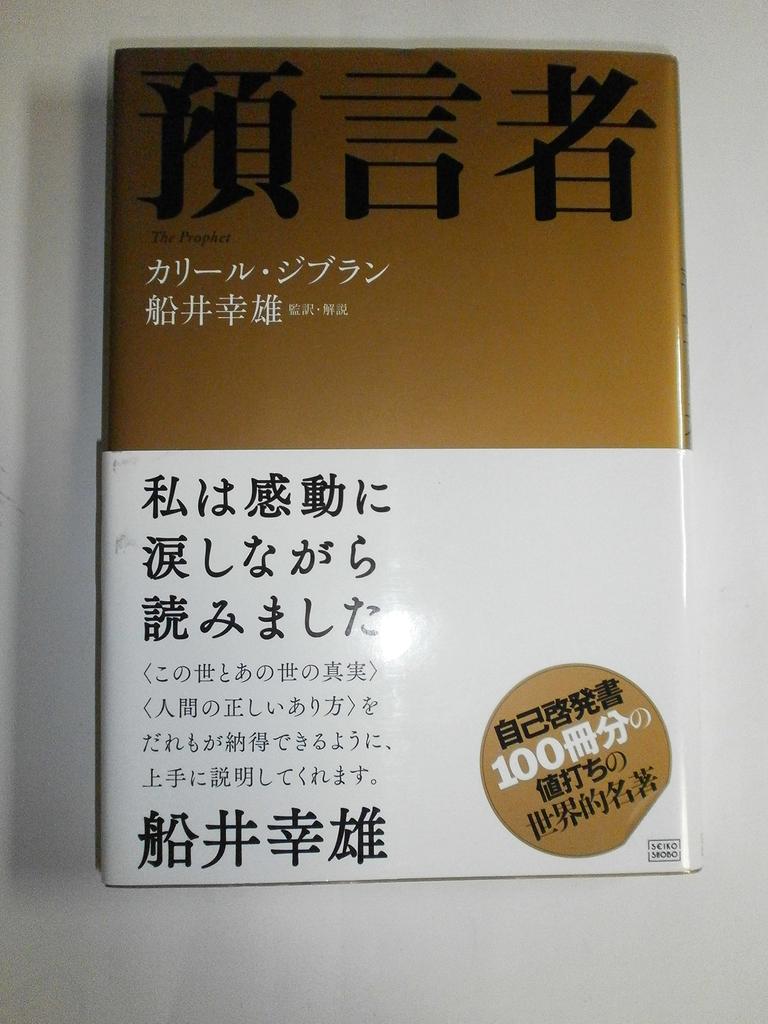 預言者
The Prophet
カリール・ジブラン
船井幸雄 監訳・解説
私は感動に
涙しながら
読みました
〈この世とあの世の真実〉
〈人間の正しいあり方〉を
だれもが納得できるように、
上手に説明してくれます。
船井幸雄
自己啓発書
100冊分の
値打ちの
世界的名著
SEIKO
SHOBO